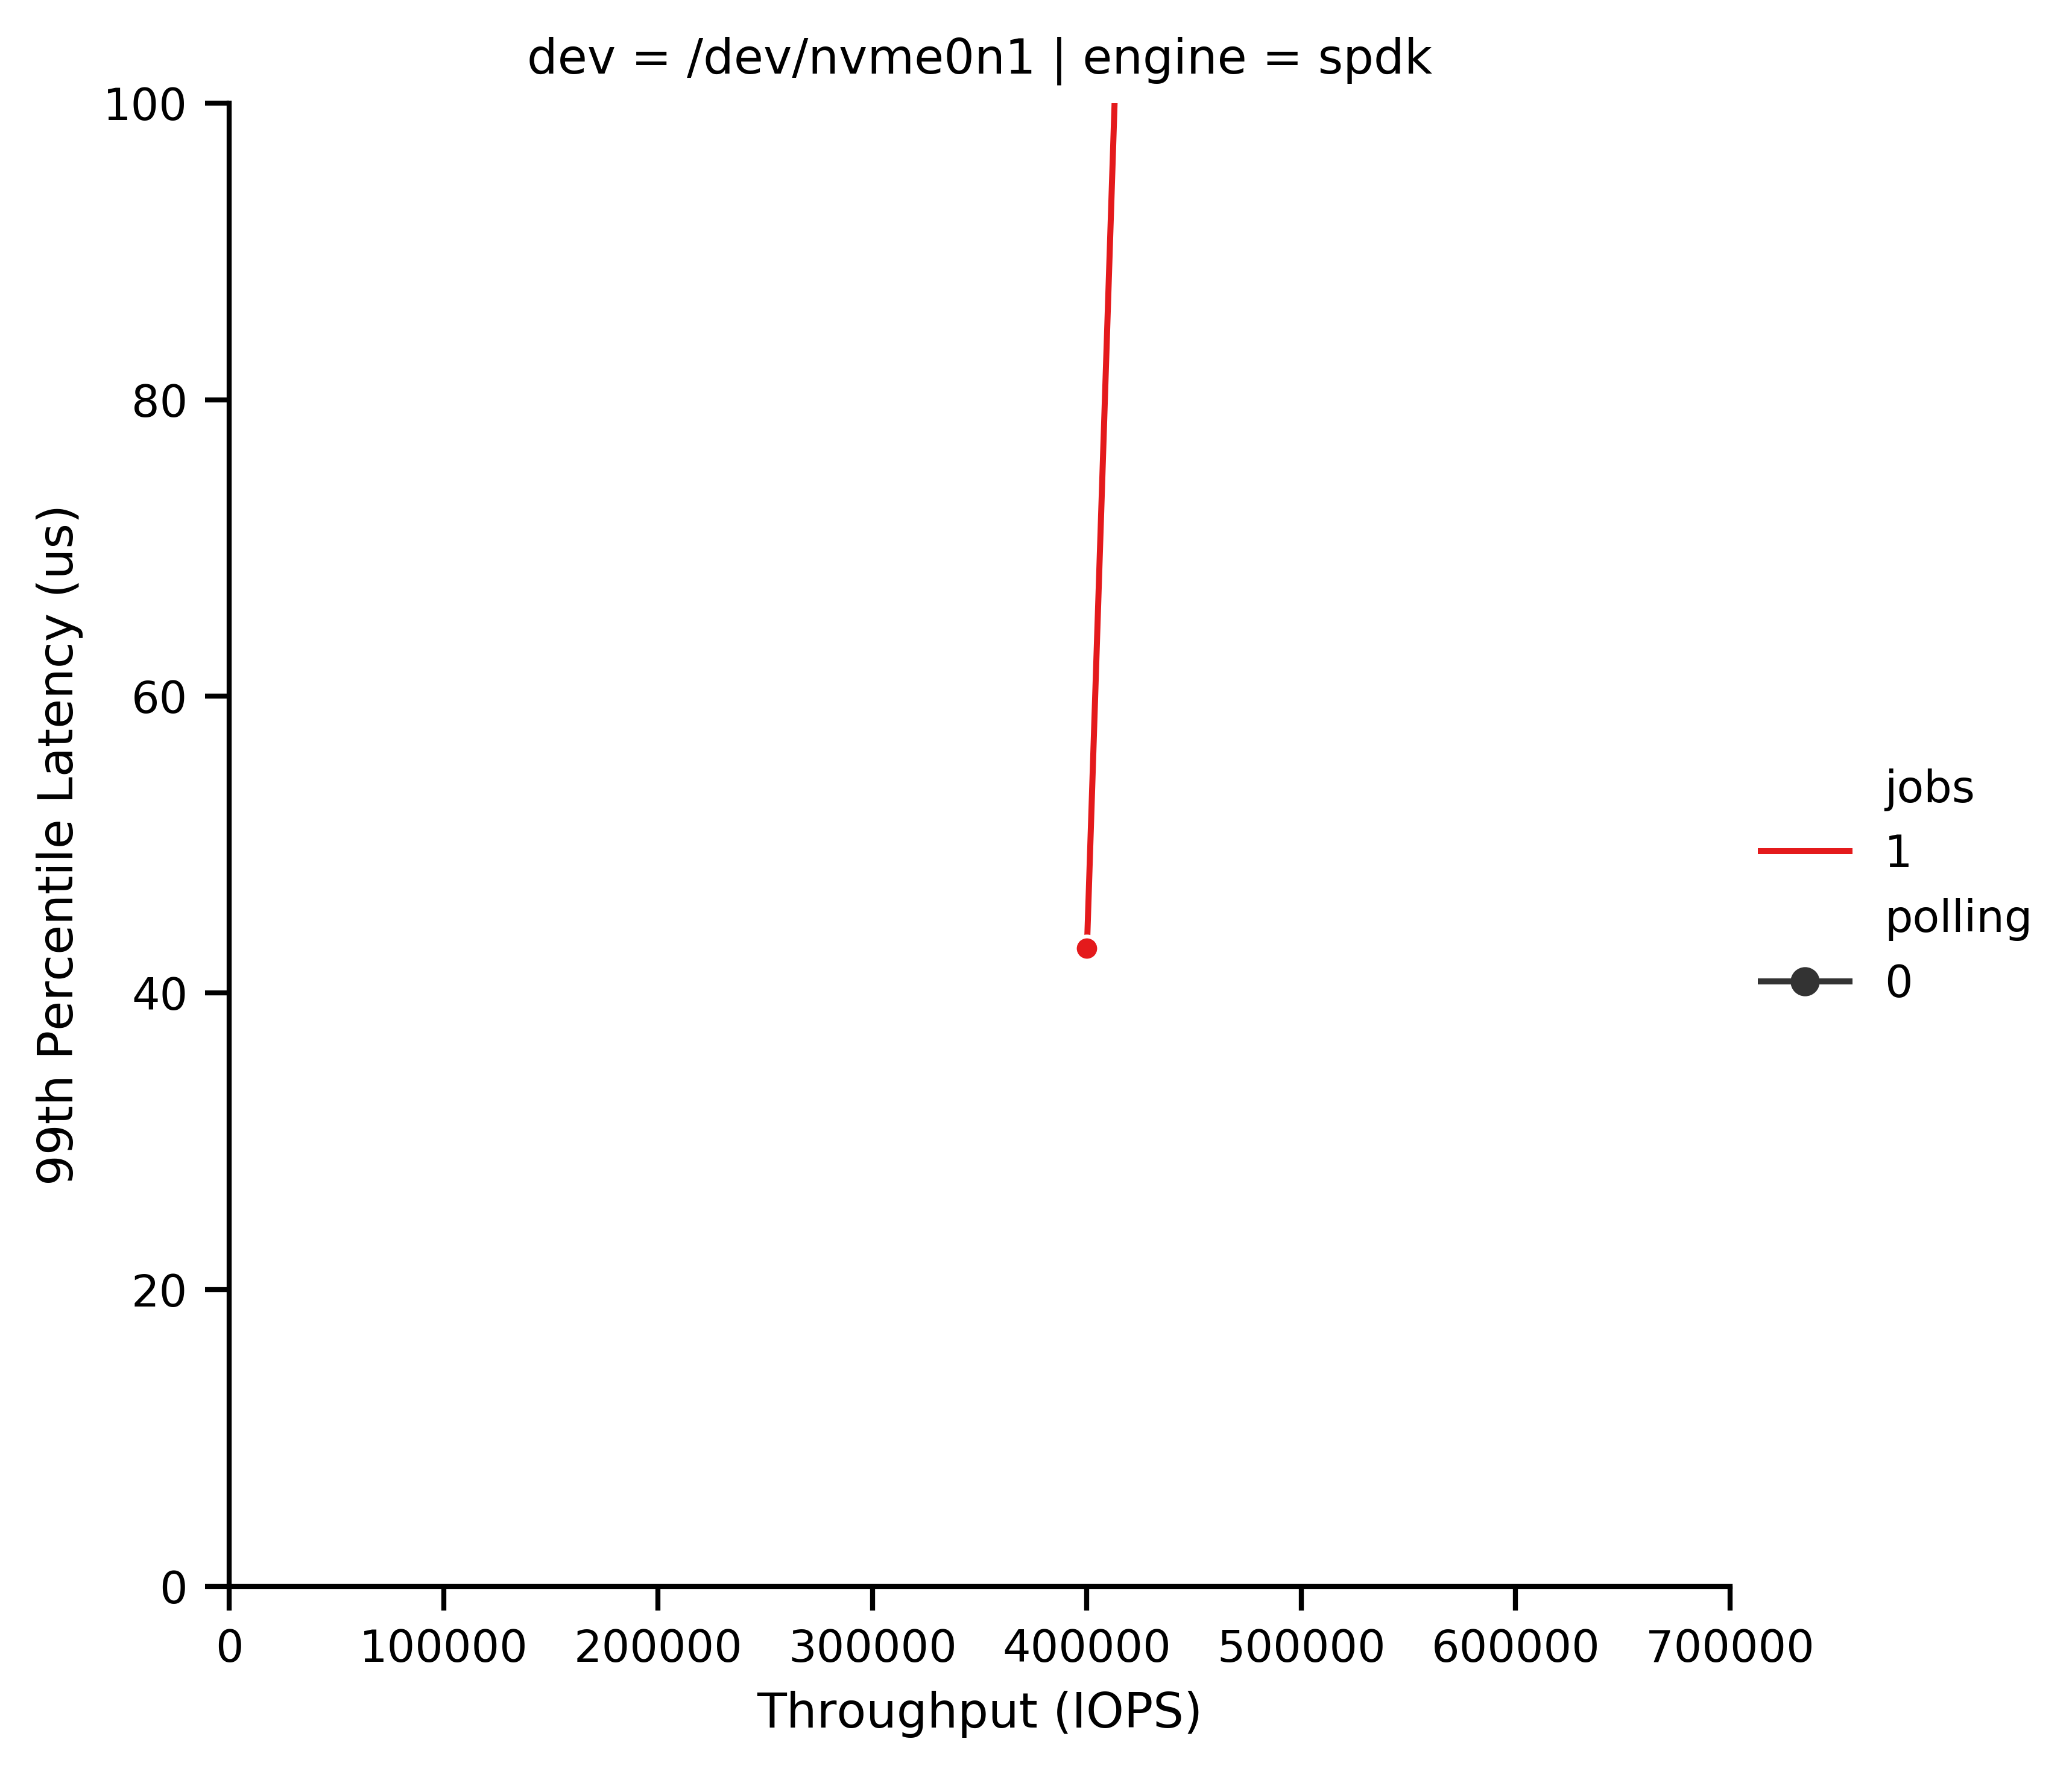 dev = /dev/nvme0n1 | engine = spdk
100
80
60
40
20
0
99th Percentile Latency (us)
0 100000 200000 300000 400000 500000 600000 700000
Throughput (IOPS)
jobs
1
polling
0